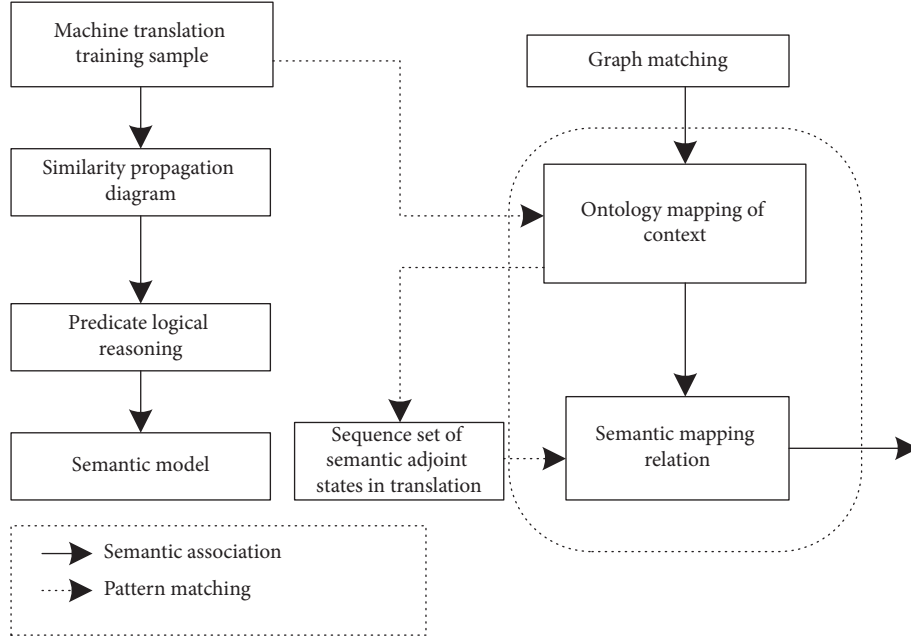 Machine translation
training sample
Graph matching
Similarity propagation
diagram
Ontology mapping of
context
Predicate logical
reasoning
Sequence set of
semantic adjoint
states in translation
Semantic mapping
relation
Semantic model
Semantic association
Pattern matching